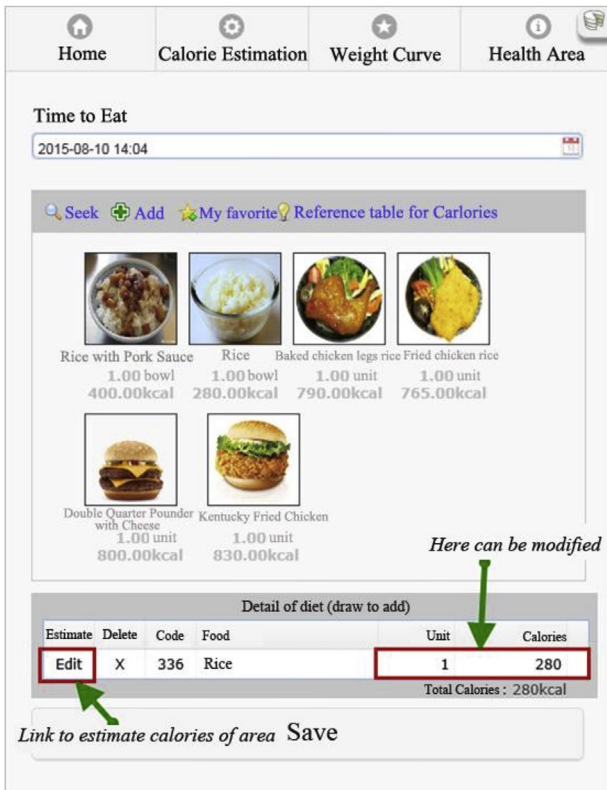 Home Calorie Estimation Weight Curve Health Area
Time to Eat
2015-08-10 14:04
Seek Add My favorite Reference table for Carlories
Rice with Pork Sauce Rice Baked chicken legs rice Fried chicken rice
1.00 bowl 1.00 bowl 1.00 unit 1.00 unit
400.00kcal 280.00kcal 790.00kcal 765.00kcal
Double Quarter Pounder Kentucky Fried Chicken
with Cheese
1.00 unit 1.00 unit
800.00kcal 830.00kcal
Here can be modified
Detail of diet (draw to add)
Estimate Delete Code Food Unit Calories
Edit X 336 Rice 1 280
Total Calories : 280kcal
Link to estimate calories of area Save